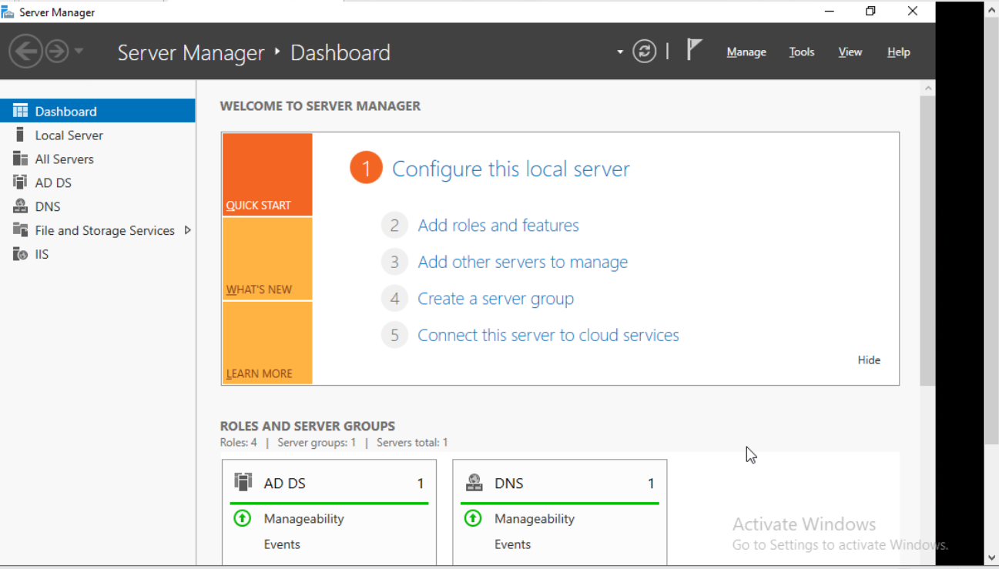 Server Manager
Server Manager ‣ Dashboard
Manage Tools View Help
Dashboard
Local Server
All Servers
AD DS
DNS
File and Storage Services
IIS
WELCOME TO SERVER MANAGER
QUICK START
WHAT'S NEW
LEARN MORE
1 Configure this local server
2 Add roles and features
3 Add other servers to manage
4 Create a server group
5 Connect this server to cloud services
Hide
ROLES AND SERVER GROUPS
Roles: 4 | Server groups: 1 | Servers total: 1
AD DS 1
Manageability
Events
DNS 1
Manageability
Events
Activate Windows
Go to Settings to activate Windows.